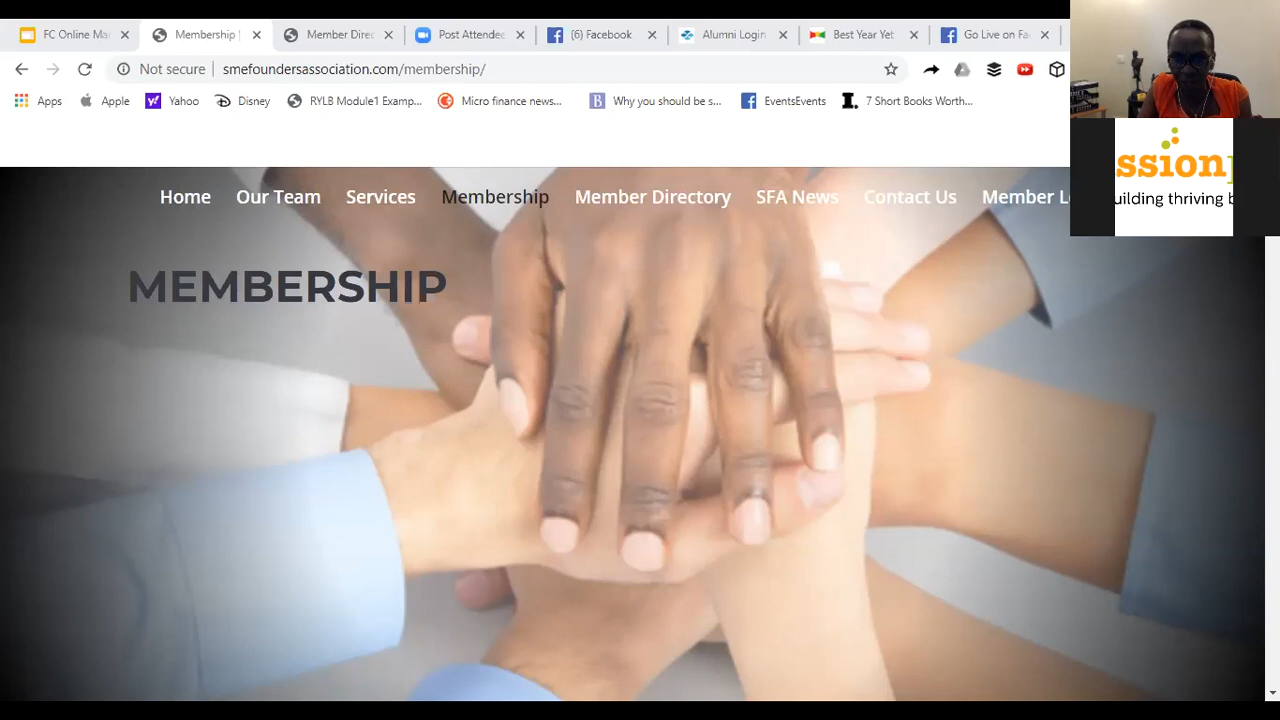 FC Online Ma
Membership |
Member Direc
Post Attendee
(6) Facebook
Alumni Login
Best Year Yet
Go Live on Fa
Not secure | smefoundersassociation.com/membership/
Apps
Apple
Yahoo
Disney
RYLB Module Examp...
Micro finance news...
B
Why you should be s...
EventsEvents
I.
7 Short Books Worth...
ssion
uilding thriving b
Home
Our Team
Services
Membership
Member Directory
SFA News
Contact Us
Member L
MEMBERSHIP